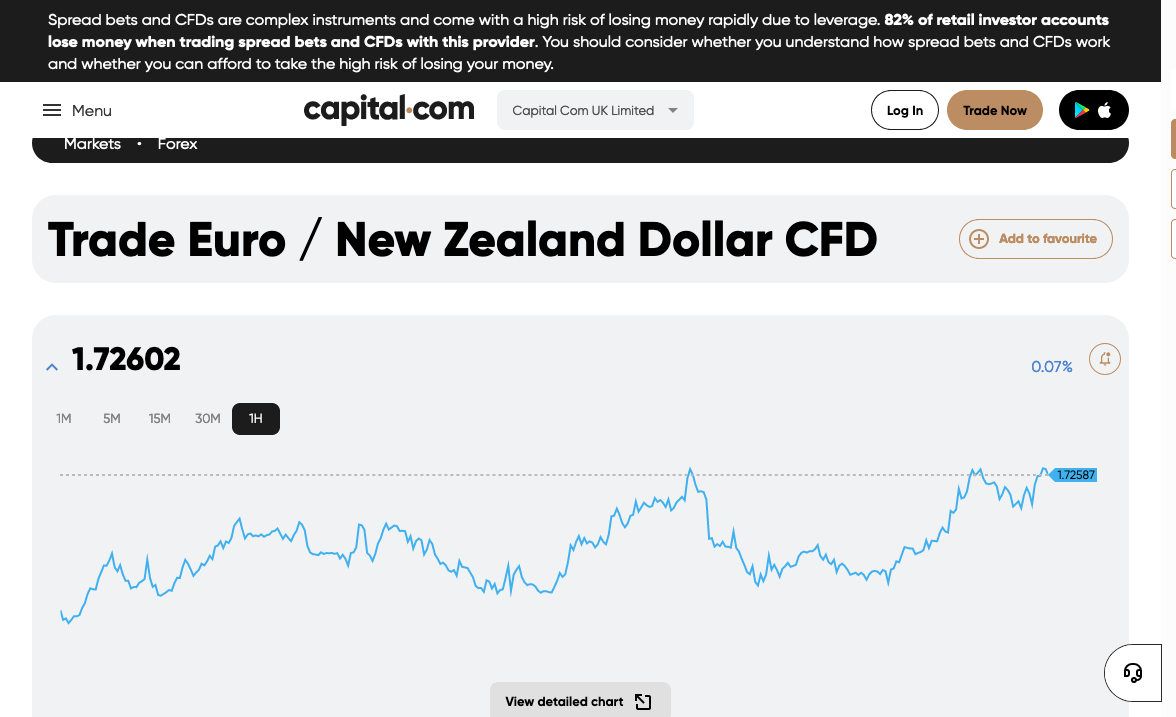 Spread bets and CFDs are complex instruments and come with a high risk of losing money rapidly due to leverage. 82% of retail investor accounts
lose money when trading spread bets and CFDs with this provider. You should consider whether you understand how spread bets and CFDs work
and whether you can afford to take the high risk of losing your money.
Menu
capital.com
Capital Com UK Limited
Log In
Trade Now
Markets • Forex
Trade Euro / New Zealand Dollar CFD
Add to favourite
1.72602
0.07%
1M 5M 15M 30M 1H
1.72587
View detailed chart